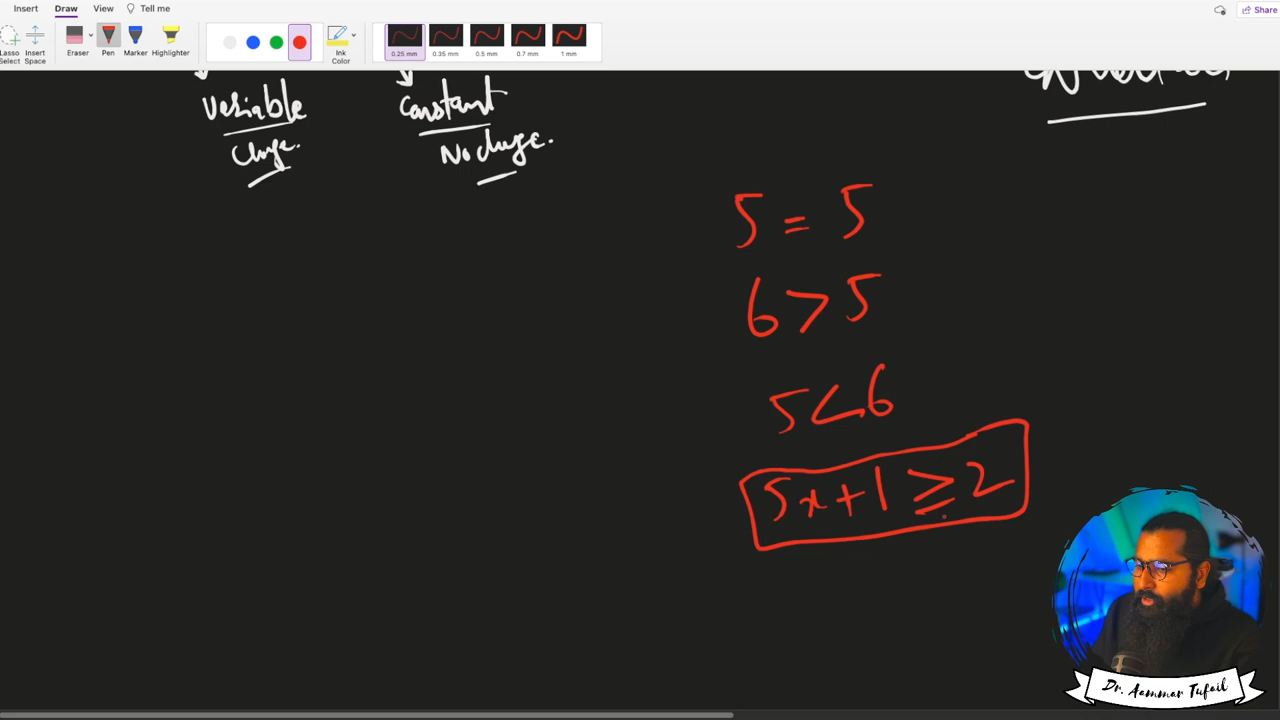 Insert Draw View Tell me
Share
Lasso Select
Insert Space
Eraser
Pen
Marker
Highlighter
Ink Color
0.25 mm
0.35 mm
0.5 mm
0.7 mm
1 mm
Variable
Constant
No
5 = 5
6 > 5
5 < 6
5x+1 ≥ 2
Dr. Aammar Tufail